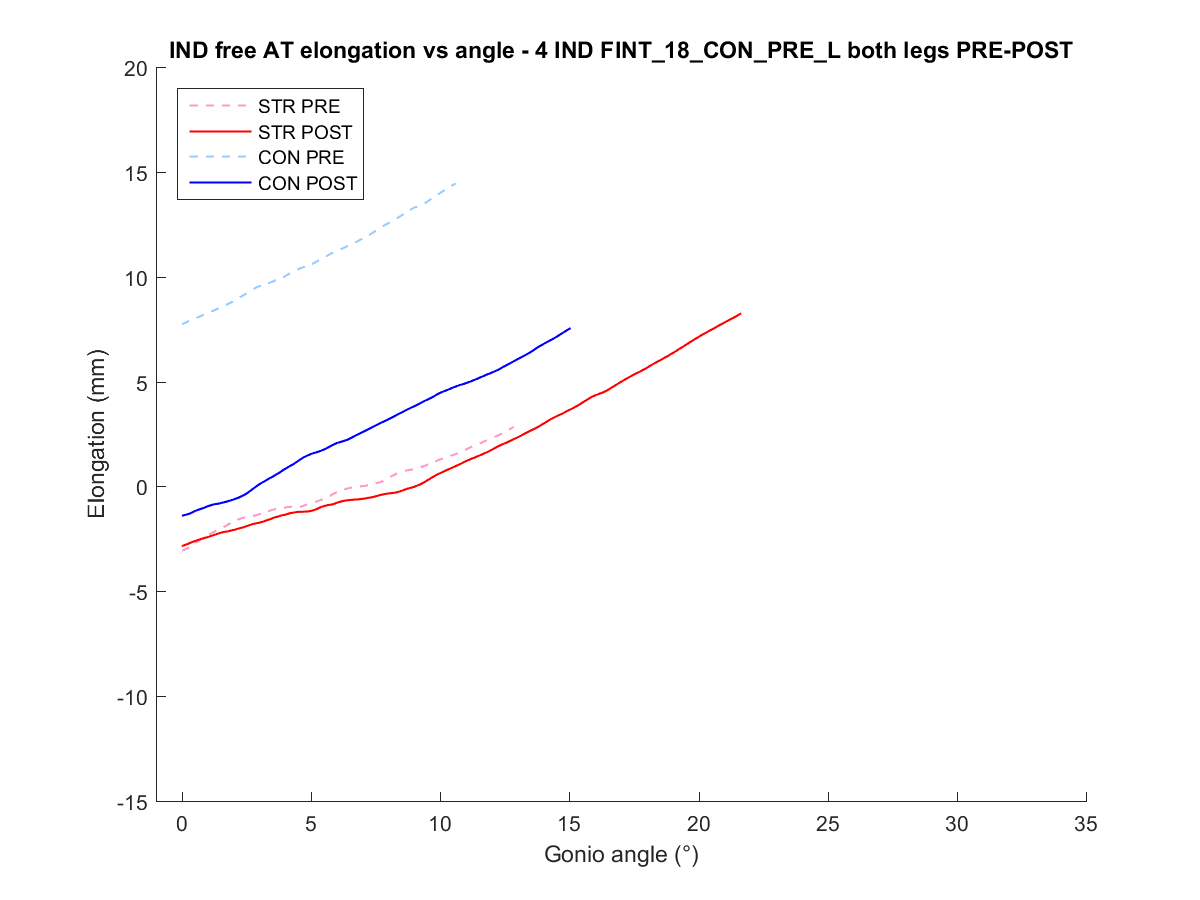 IND free AT elongation vs angle - 4 IND FINT_18_CON_PRE_L both legs PRE-POST
20
15
10
5
0
-5
-10
-15
Elongation (mm)
STR PRE
STR POST
CON PRE
CON POST
0 5 10 15 20 25 30 35
Gonio angle (°)